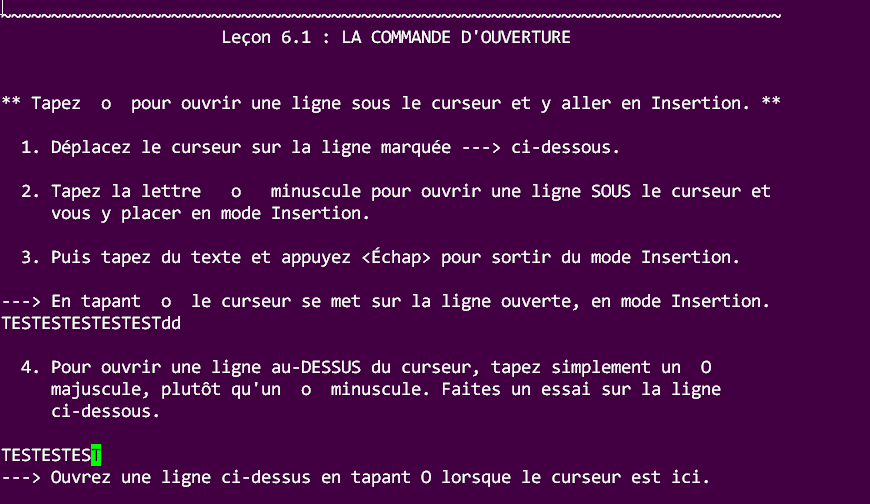 ~~~~~~~~~~~~~~~~~~~~~~~~~~~~~~~~~~~~~~~~~~~~~~~~~~~~~~~~~~~~~~~~~~~~~~~~~~~~~~
Leçon 6.1 : LA COMMANDE D'OUVERTURE
** Tapez  o  pour ouvrir une ligne sous le curseur et y aller en Insertion. **
1. Déplacez le curseur sur la ligne marquée ---> ci-dessous.
2. Tapez la lettre   o   minuscule pour ouvrir une ligne SOUS le curseur et
vous y placer en mode Insertion.
3. Puis tapez du texte et appuyez <Échap> pour sortir du mode Insertion.
---> En tapant  o  le curseur se met sur la ligne ouverte, en mode Insertion.
TESTESTESTESTESTdd
4. Pour ouvrir une ligne au-DESSUS du curseur, tapez simplement un  O
majuscule, plutôt qu'un  o  minuscule. Faites un essai sur la ligne
ci-dessous.
TESTESTEST
---> Ouvrez une ligne ci-dessus en tapant O lorsque le curseur est ici.